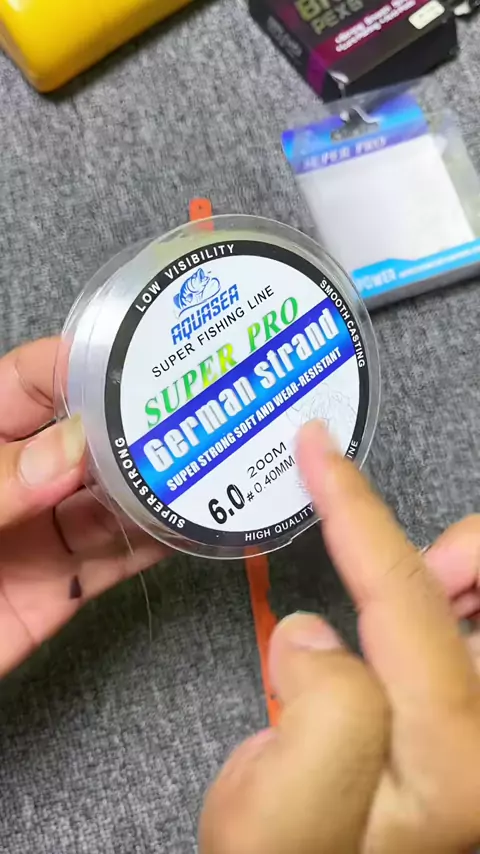 LOW VISIBILITY
AQUASEA
SUPER FISHING LINE
SMOOTH CASTING
SUPER PRO
German strand
SUPER STRONG SOFT AND WEAR-RESISTANT
200M
6.0# 0.40MM
SUPER STRONG
HIGH QUALITY
SUPER PRO
POWER